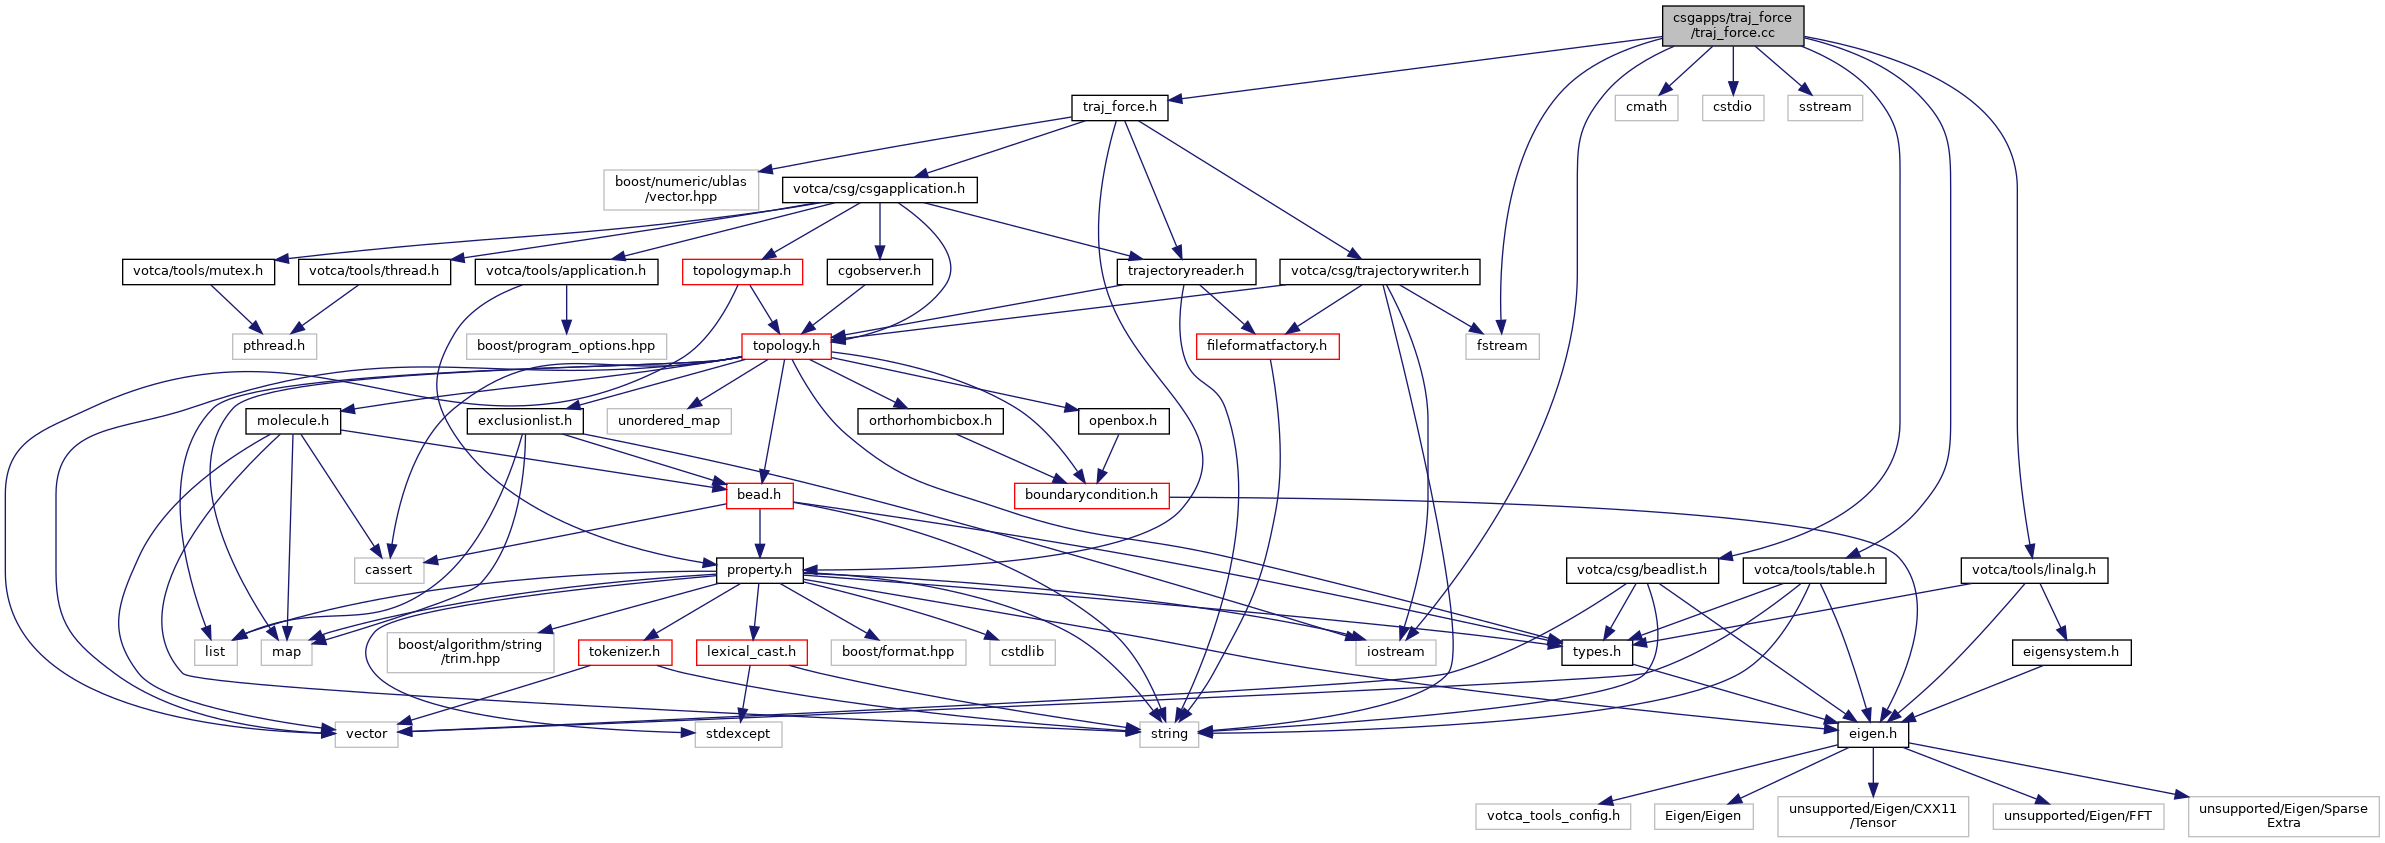 csgapps/traj_force
/traj_force.cc
traj_force.h
cmath
cstdio
sstream
boost/numeric/ublas
/vector.hpp
votca/csg/csgapplication.h
votca/tools/mutex.h
votca/tools/thread.h
votca/tools/application.h
topologymap.h
cgobserver.h
trajectoryreader.h
votca/csg/trajectorywriter.h
pthread.h
boost/program_options.hpp
topology.h
fileformatfactory.h
fstream
molecule.h
exclusionlist.h
unordered_map
orthorhombicbox.h
openbox.h
bead.h
boundarycondition.h
cassert
property.h
votca/csg/beadlist.h
votca/tools/table.h
votca/tools/linalg.h
list
map
boost/algorithm/string
/trim.hpp
tokenizer.h
lexical_cast.h
boost/format.hpp
cstdlib
iostream
types.h
eigensystem.h
vector
stdexcept
string
eigen.h
votca_tools_config.h
Eigen/Eigen
unsupported/Eigen/CXX11
/Tensor
unsupported/Eigen/FFT
unsupported/Eigen/Sparse
Extra